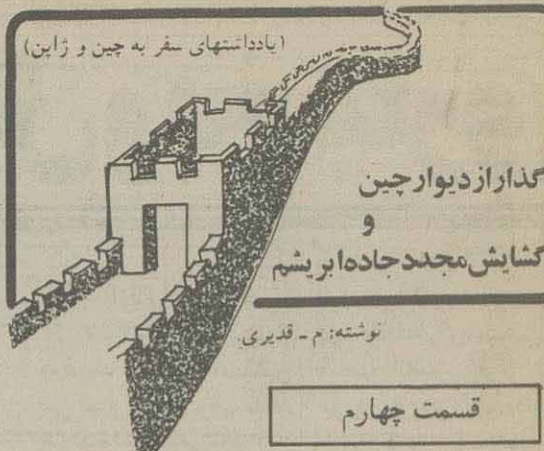 (یادداشتهای سفر به چین و ژاپن)
گذار از دیوار چین
و
گشایش مجدد جاده ابریشم
نوشته: م - قدیری
قسمت چهارم